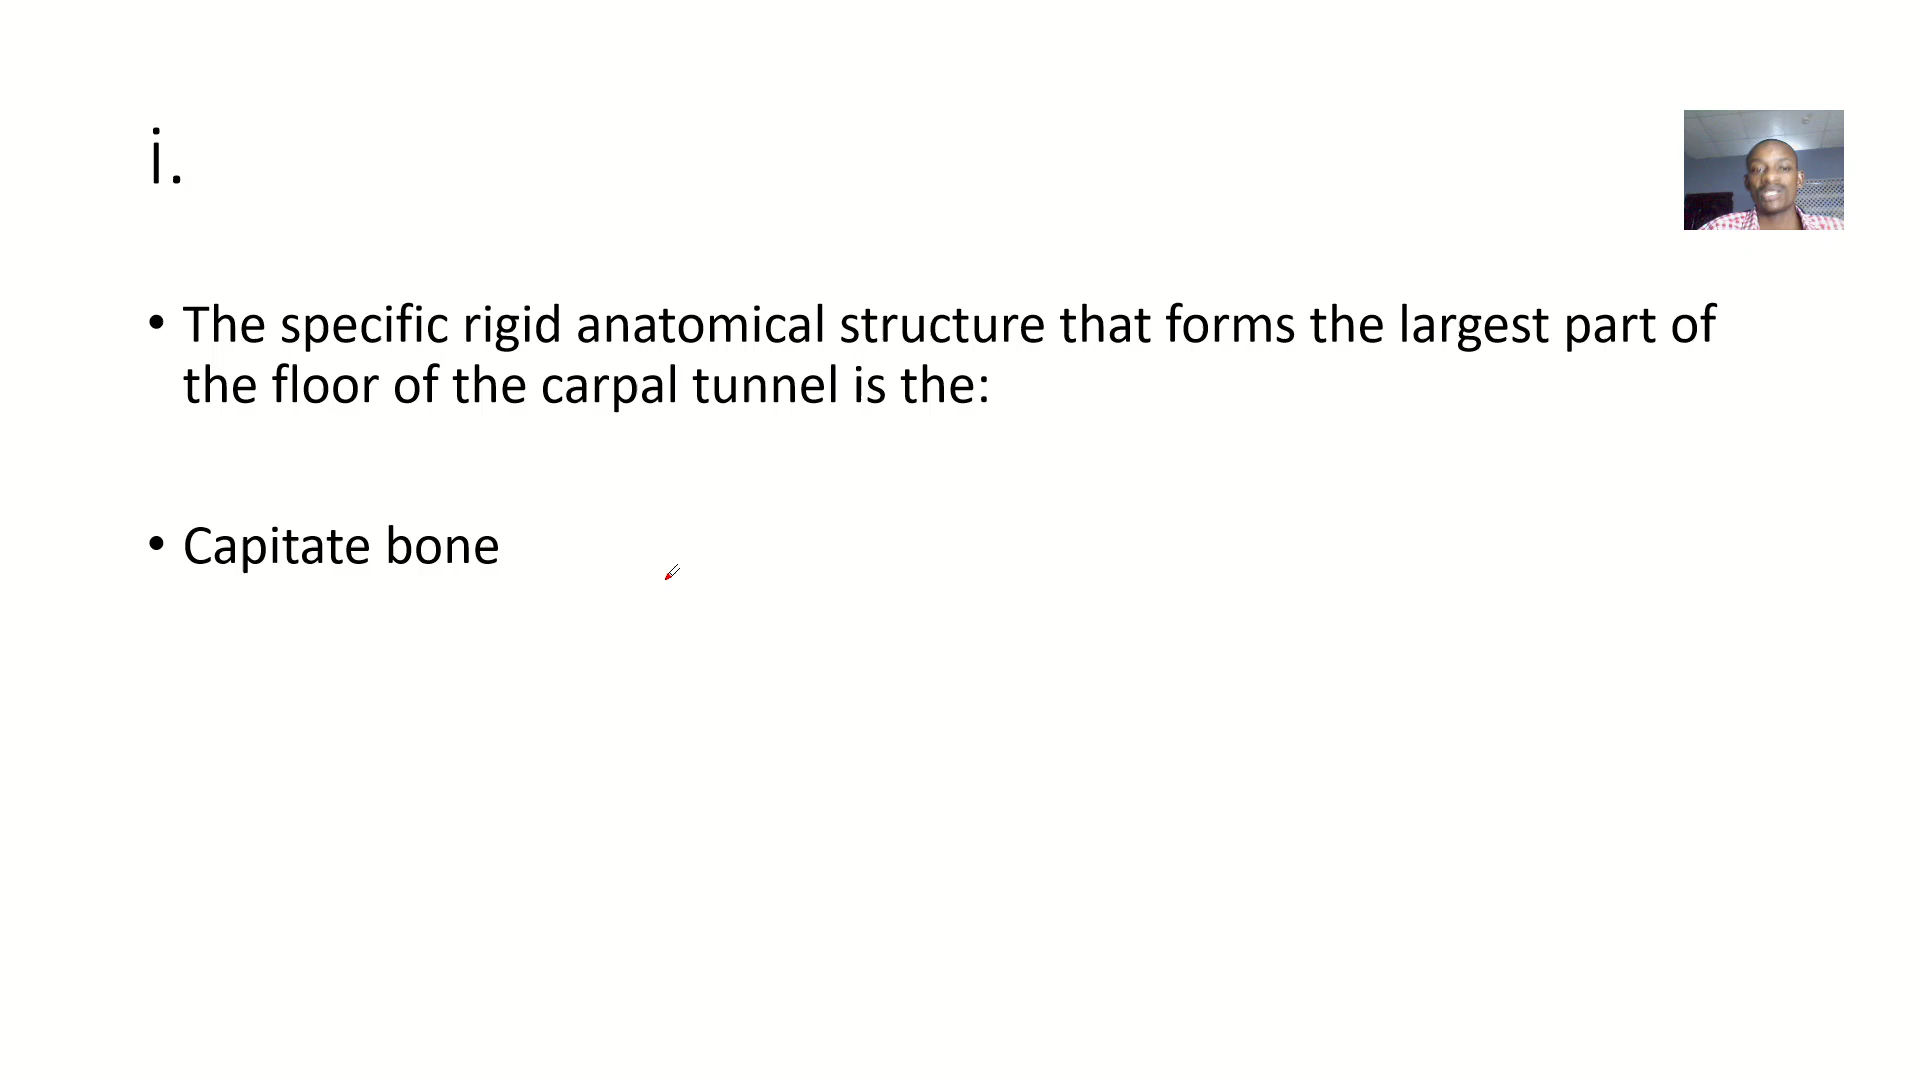 i.
• The specific rigid anatomical structure that forms the largest part of
the floor of the carpal tunnel is the:
• Capitate bone